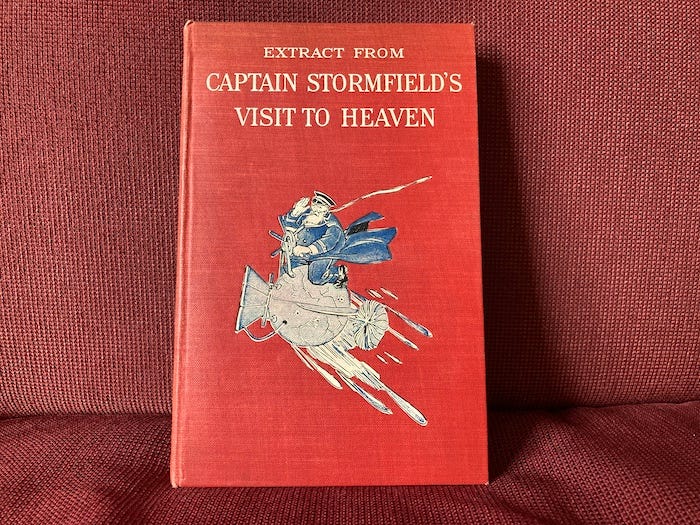 EXTRACT FROM
CAPTAIN STORMFIELD'S
VISIT TO HEAVEN